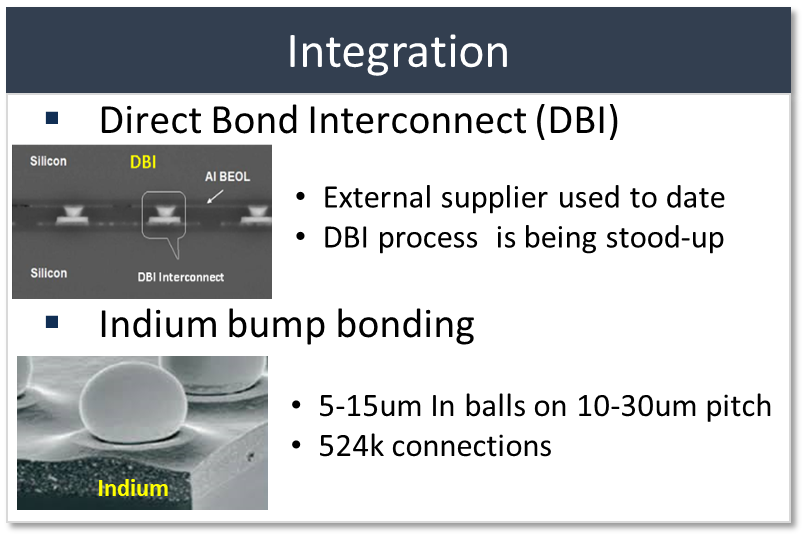 Integration
▪ Direct Bond Interconnect (DBI)
Silicon
DBI
Al BEOL
DBI Interconnect
Silicon
• External supplier used to date
• DBI process is being stood-up
▪ Indium bump bonding
Indium
• 5-15um In balls on 10-30um pitch
• 524k connections